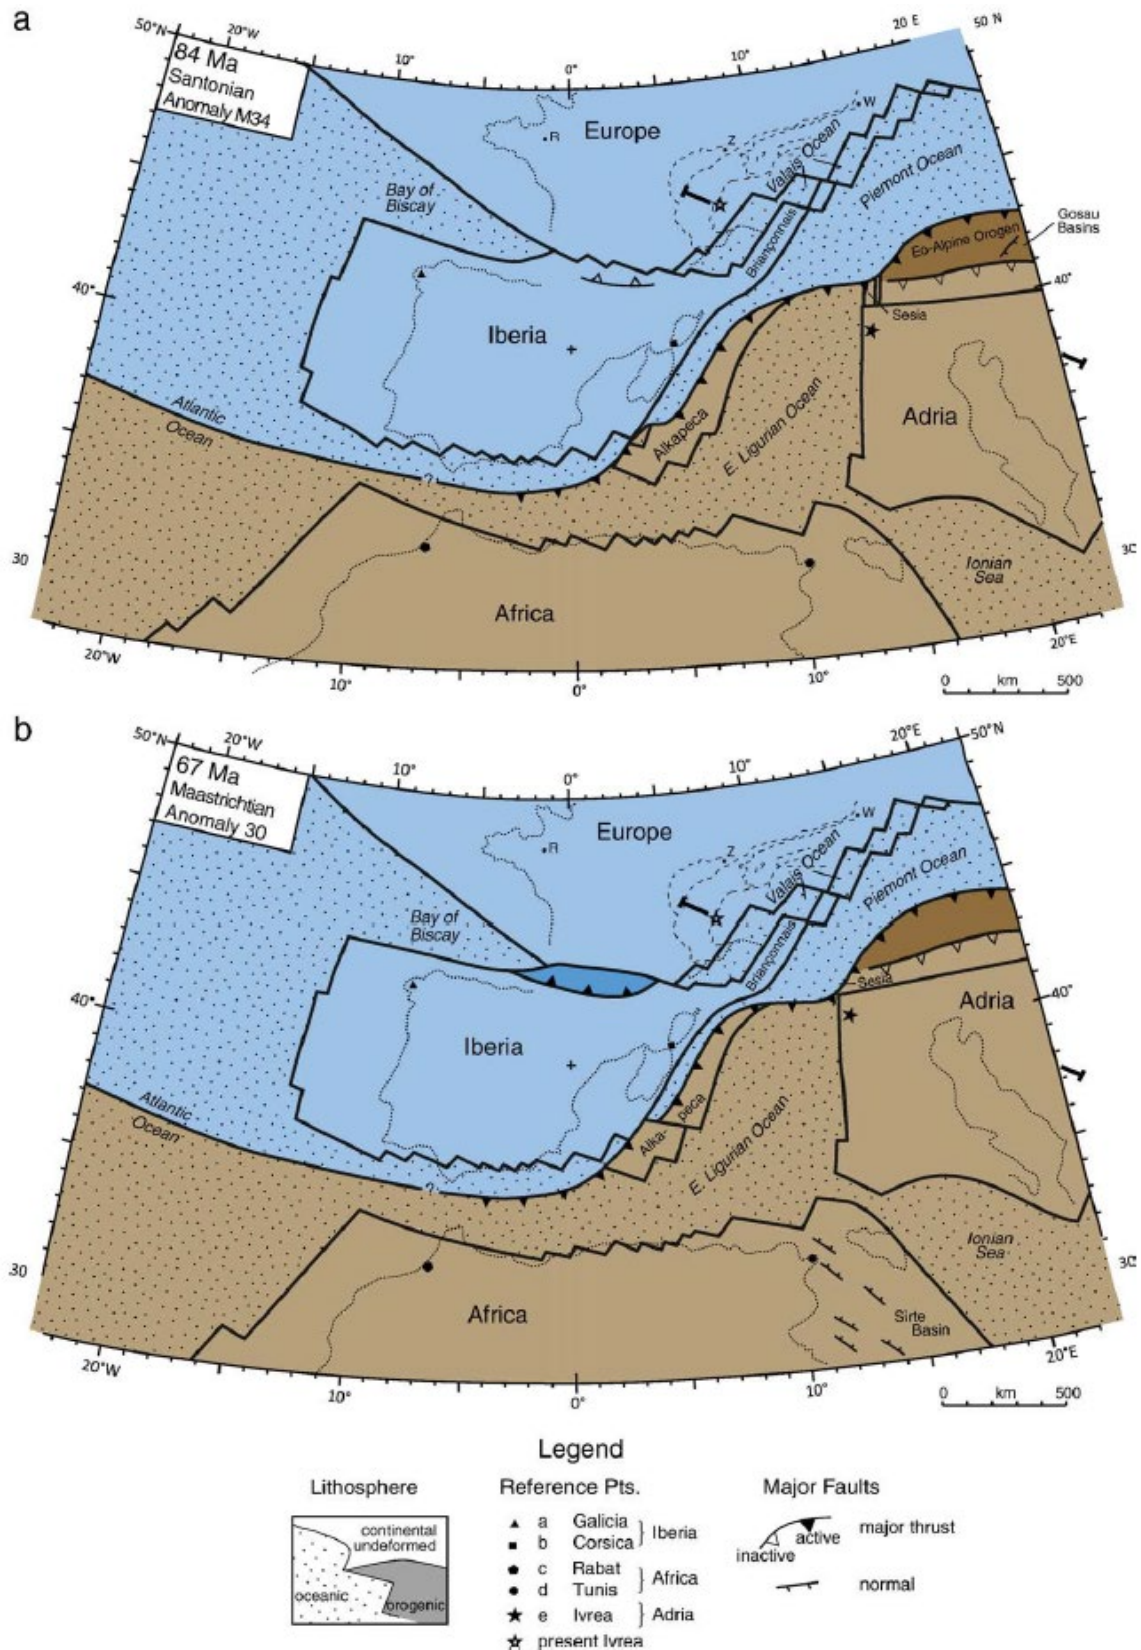 a
50°N
20°W
10°
0°
10°
20 E
50 N
84 Ma
Santonian
Anomaly M34
R
Europe
W
Z
Valais Ocean
Piemont Ocean
Bay of
Biscay
Briançonnais
Eo-Alpine Orogen
Gosau
Basins
40°
40°
Iberia
Sesia
Atlantic
Ocean
Alkapeca
E. Ligurian Ocean
Adria
?
30
Ionian
Sea
Africa
20°W
10°
0°
10°
20°E
0 km 500
b
50°N
20°W
10°
0°
10°
20°E
50°N
67 Ma
Maastrichtian
Anomaly 30
R
Europe
W
Z
Valais Ocean
Piemont Ocean
Bay of
Biscay
Briançonnais
Sesia
40°
40°
Iberia
Adria
Atlantic
Ocean
Alka-
peca
E. Ligurian Ocean
?
30
Ionian
Sea
Africa
Sirte
Basin
20°W
10°
0°
10°
20°E
0 km 500
Legend
Lithosphere
continental
undeformed
oceanic
orogenic
Reference Pts.
a Galicia
b Corsica
Iberia
c Rabat
d Tunis
Africa
e Ivrea
Adria
present Ivrea
Major Faults
active
inactive
major thrust
normal